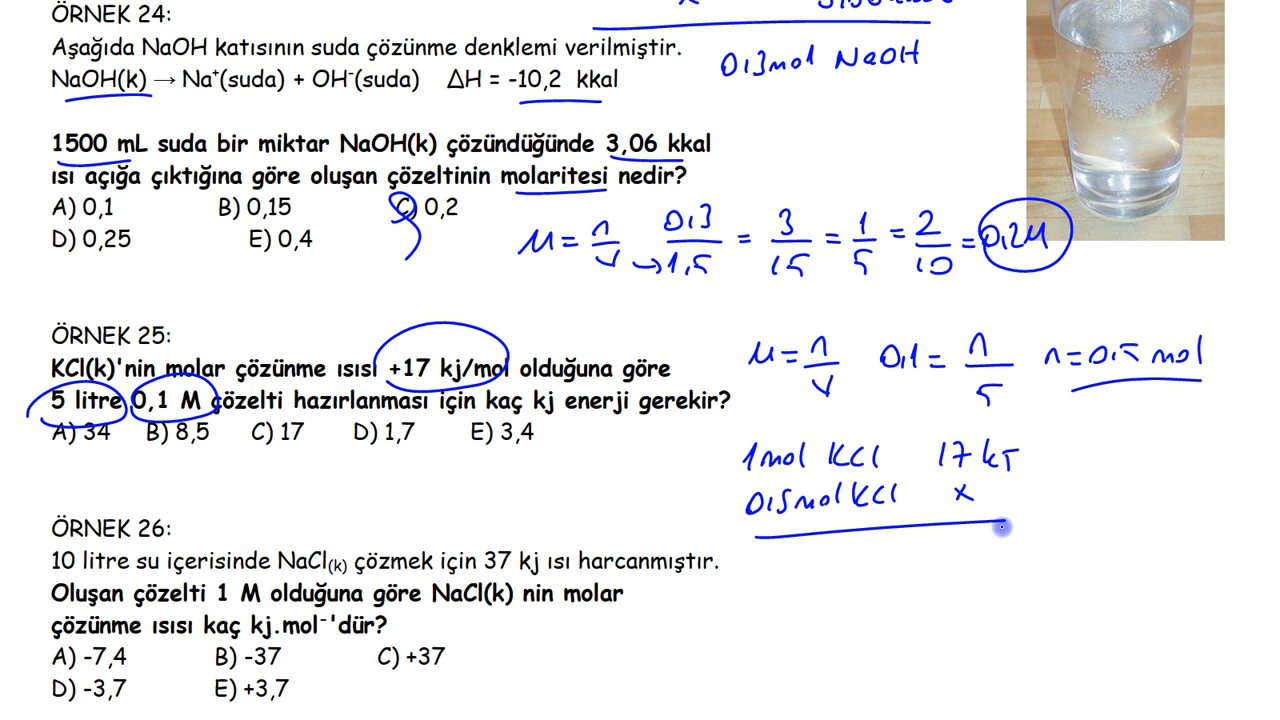 ÖRNEK 24:
Aşağıda NaOH katısının suda çözünme denklemi verilmiştir.
NaOH(k) → Na⁺(suda) + OH⁻(suda) ΔH = -10,2 kkal
0,3mol NaOH
1500 mL suda bir miktar NaOH(k) çözündüğünde 3,06 kkal
ısı açığa çıktığına göre oluşan çözeltinin molaritesi nedir?
A) 0,1 B) 0,15 C) 0,2
D) 0,25 E) 0,4
M = n/v → 0,3/1,5 = 3/15 = 1/5 = 2/10 = 0,2M
ÖRNEK 25:
KCl(k)'nin molar çözünme ısısı +17 kj/mol olduğuna göre
5 litre 0,1 M çözelti hazırlanması için kaç kj enerji gerekir?
A) 34 B) 8,5 C) 17 D) 1,7 E) 3,4
M = n/v 0,1 = n/5 n = 0,5 mol
1mol KCl 17 kJ
0,5mol KCl x
ÖRNEK 26:
10 litre su içerisinde NaCl(k) çözmek için 37 kj ısı harcanmıştır.
Oluşan çözelti 1 M olduğuna göre NaCl(k) nin molar
çözünme ısısı kaç kj.mol⁻'dür?
A) -7,4 B) -37 C) +37
D) -3,7 E) +3,7